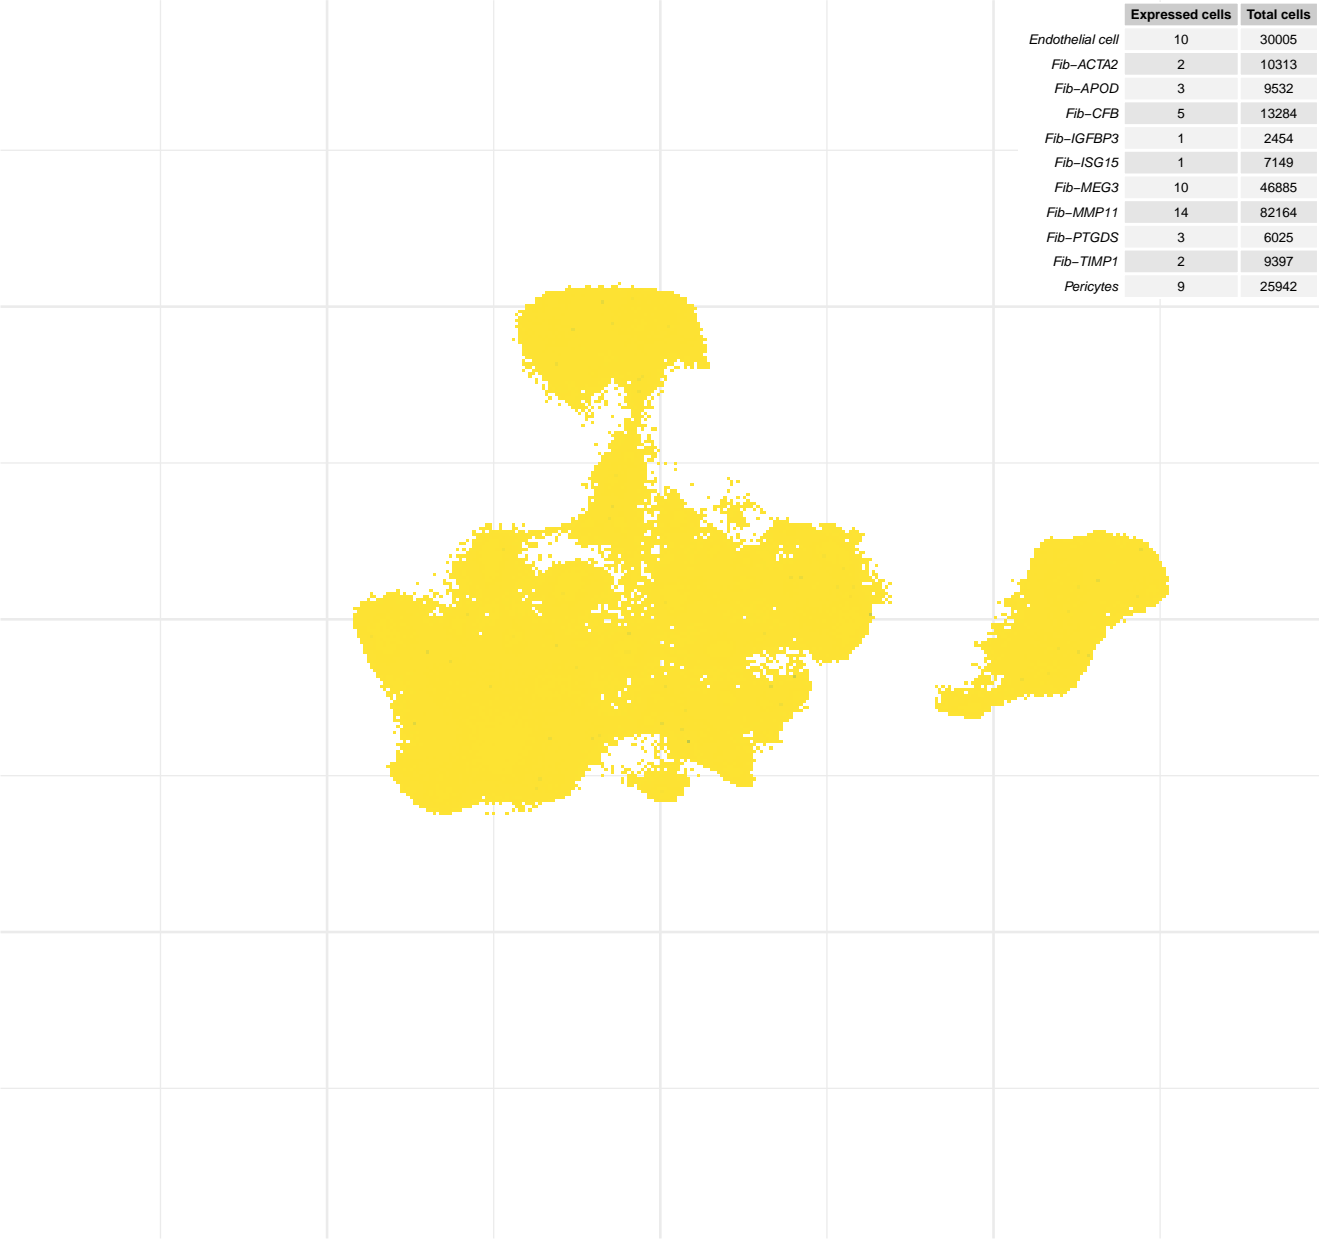 Expressed cells Total cells
Endothelial cell 10 30005
Fib−ACTA2 2 10313
Fib−APOD 3 9532
Fib−CFB 5 13284
Fib−IGFBP3 1 2454
Fib−ISG15 1 7149
Fib−MEG3 10 46885
Fib−MMP11 14 82164
Fib−PTGDS 3 6025
Fib−TIMP1 2 9397
Pericytes 9 25942